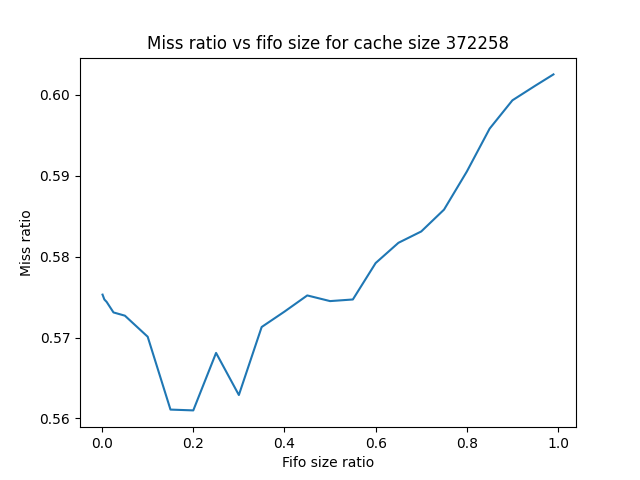 Miss ratio vs fifo size for cache size 372258
0.60
0.59
0.58
0.57
0.56
Miss ratio
0.0 0.2 0.4 0.6 0.8 1.0
Fifo size ratio